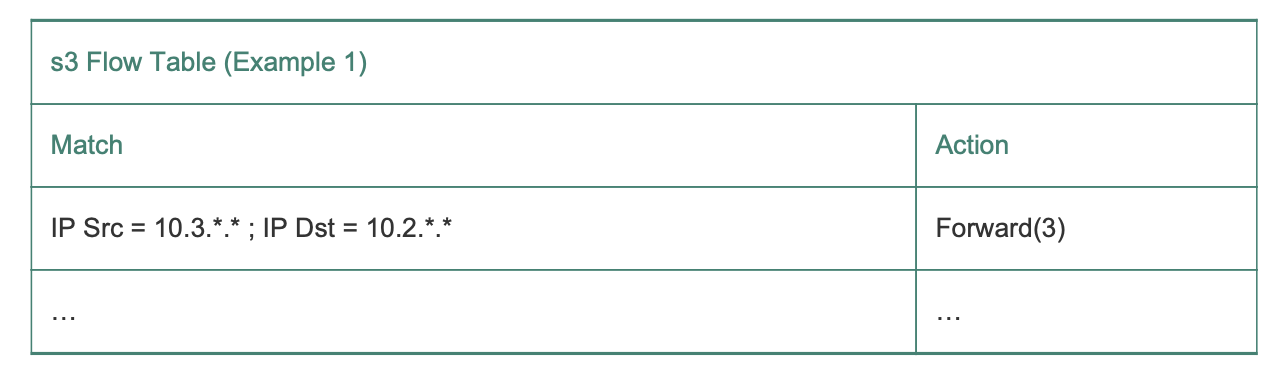 s3 Flow Table (Example 1)
Match Action
IP Src = 10.3.*.* ; IP Dst = 10.2.*.* Forward(3)
… …